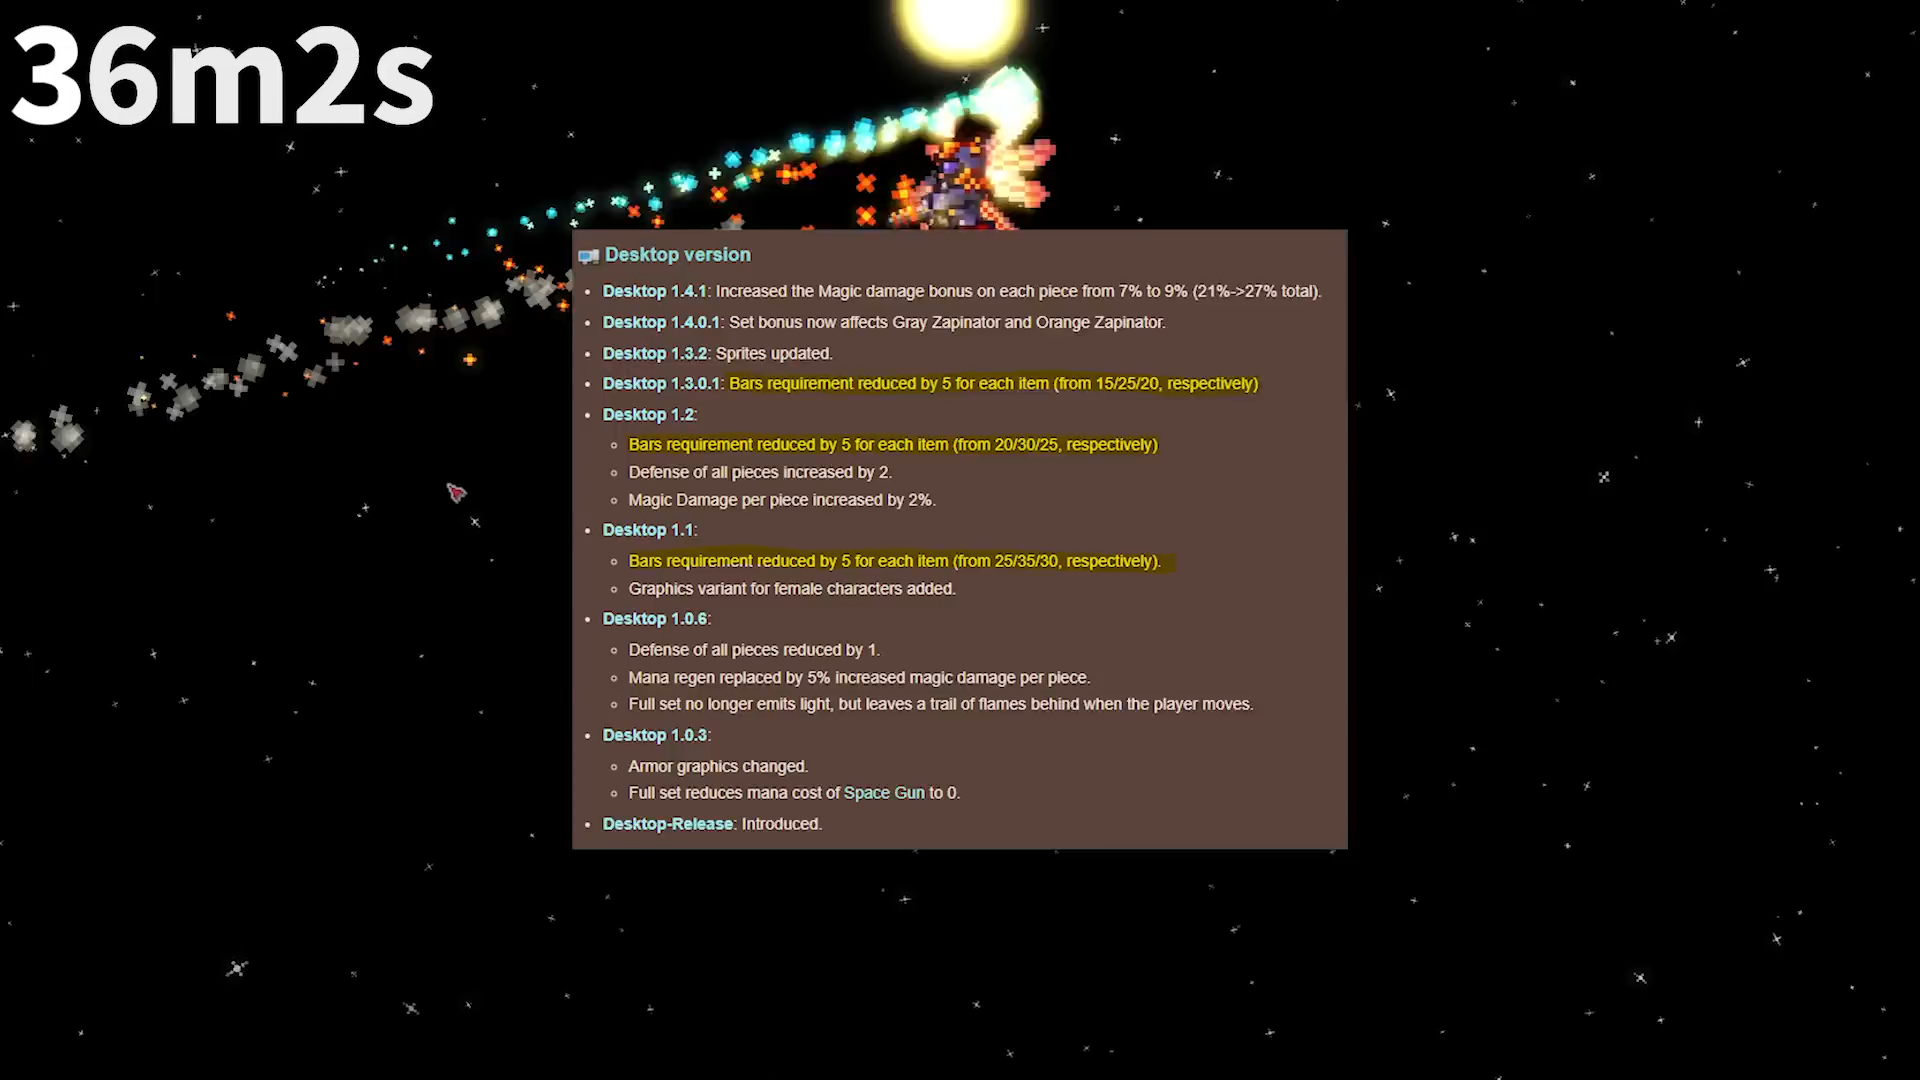 36m2s
Desktop version
Desktop 1.4.1: Increased the Magic damage bonus on each piece from 7% to 9% (21%->27% total).
Desktop 1.4.0.1: Set bonus now affects Gray Zapinator and Orange Zapinator.
Desktop 1.3.2: Sprites updated.
Desktop 1.3.0.1: Bars requirement reduced by 5 for each item (from 15/25/20, respectively)
Desktop 1.2:
Bars requirement reduced by 5 for each item (from 20/30/25, respectively)
Defense of all pieces increased by 2.
Magic Damage per piece increased by 2%.
Desktop 1.1:
Bars requirement reduced by 5 for each item (from 25/35/30, respectively).
Graphics variant for female characters added.
Desktop 1.0.6:
Defense of all pieces reduced by 1.
Mana regen replaced by 5% increased magic damage per piece.
Full set no longer emits light, but leaves a trail of flames behind when the player moves.
Desktop 1.0.3:
Armor graphics changed.
Full set reduces mana cost of Space Gun to 0.
Desktop-Release: Introduced.